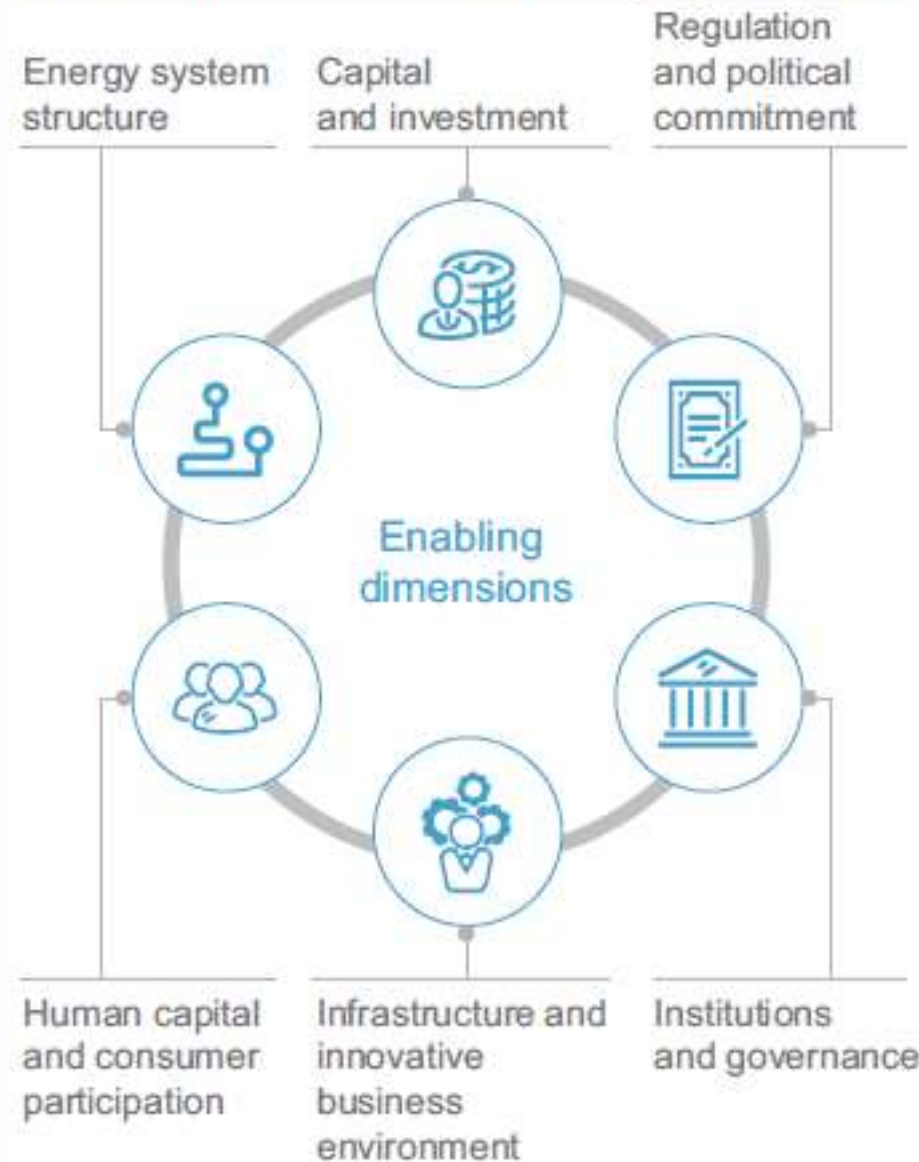 Energy system
structure
Capital
and investment
Regulation
and political
commitment
Enabling
dimensions
Human capital
and consumer
participation
Infrastructure and
innovative
business
environment
Institutions
and governance